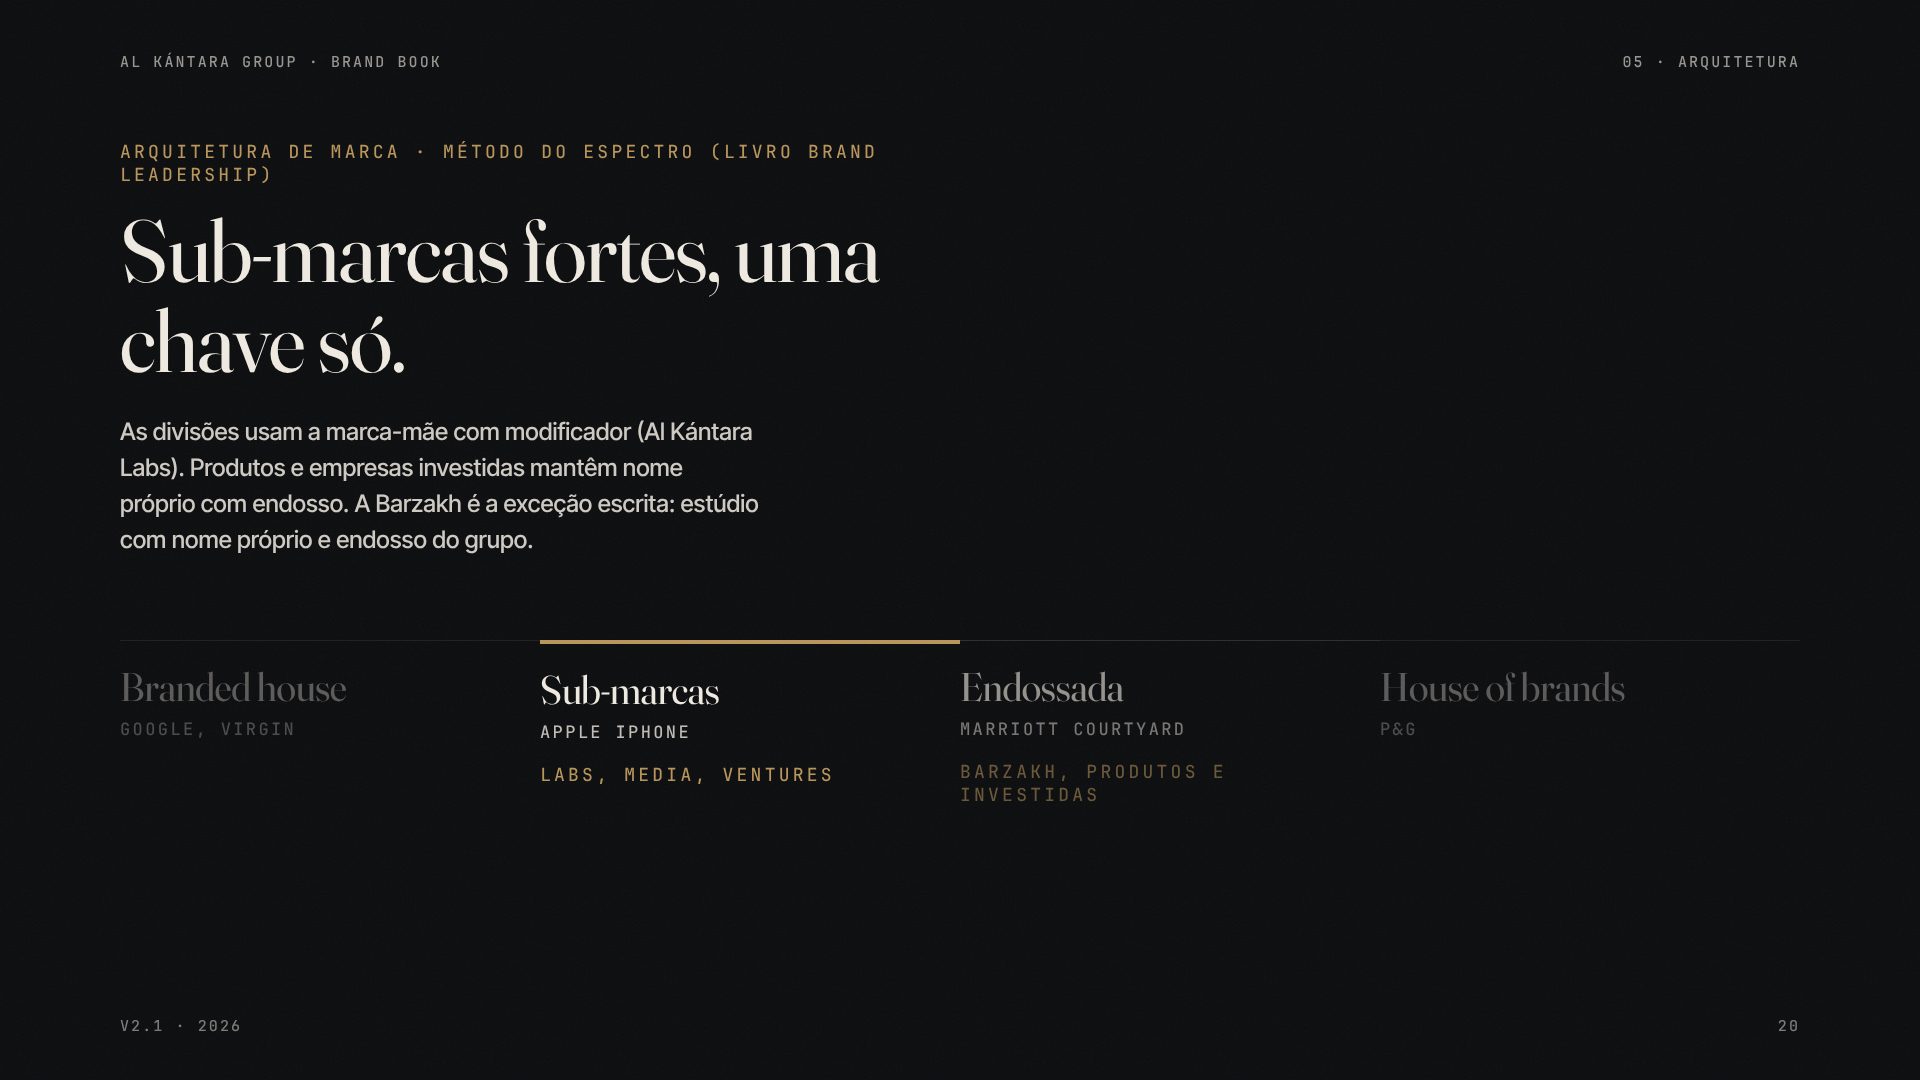 AL KÁNTARA GROUP · BRAND BOOK
05 · ARQUITETURA
ARQUITETURA DE MARCA · MÉTODO DO ESPECTRO (LIVRO BRAND
LEADERSHIP)
Sub-marcas fortes, uma
chave só.
As divisões usam a marca-mãe com modificador (Al Kántara
Labs). Produtos e empresas investidas mantêm nome
próprio com endosso. A Barzakh é a exceção escrita: estúdio
com nome próprio e endosso do grupo.
Branded house
GOOGLE, VIRGIN
Sub-marcas
APPLE IPHONE
LABS, MEDIA, VENTURES
Endossada
MARRIOTT COURTYARD
BARZAKH, PRODUTOS E
INVESTIDAS
House of brands
P&G
V2.1 · 2026
20